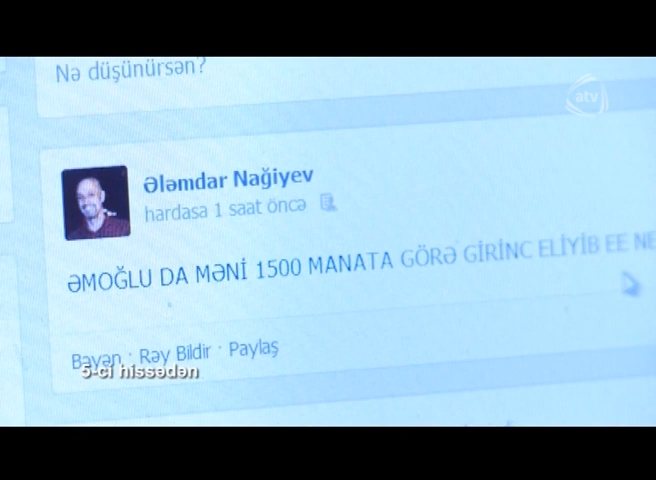 Nə düşünürsən?
atv
Ələmdar Nağiyev
hardasa 1 saat öncə
ƏMOĞLU DA MƏNİ 1500 MANATA GÖRƏ GİRİNC ELİYİB EE NE
Bəyən · Rəy Bildir · Paylaş
5-ci hissədən